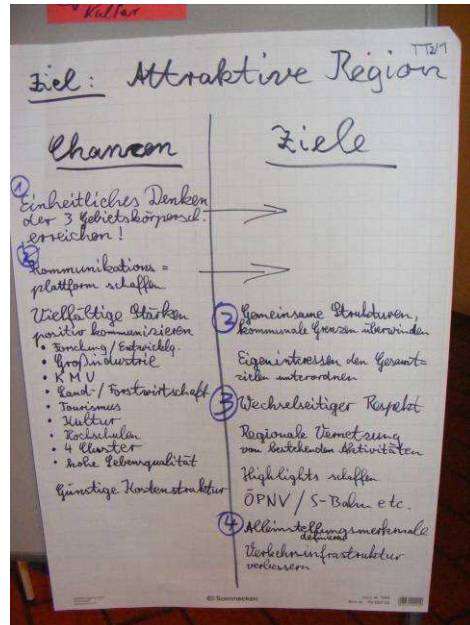 Kultur
TT2/1
Ziel: Attraktive Region
Chancen
① Einheitliches Denken
der 3 Gebietskörpersch.
erreichen!
② Kommunikations=
plattform schaffen
Vielfältige Stärken
positiv kommunizieren
• Forschung/Entwicklg.
• Großindustrie
• KMU
• Land-/Forstwirtschaft
• Tourismus
• Kultur
• Hochschulen
• 4 Cluster
• hohe Lebensqualität
Günstige Kostenstruktur
Ziele
② Gemeinsame Strukturen,
kommunale Grenzen überwinden
Eigeninteressen den Gesamt=
zielen unterordnen
③ Wechselseitiger Respekt
Regionale Vernetzung
von bestehenden Aktivitäten
Highlights schaffen
ÖPNV / S-Bahn etc.
④ Alleinstellungsmerkmale
definieren
Verkehrsinfrastruktur
verbessern
Soennecken